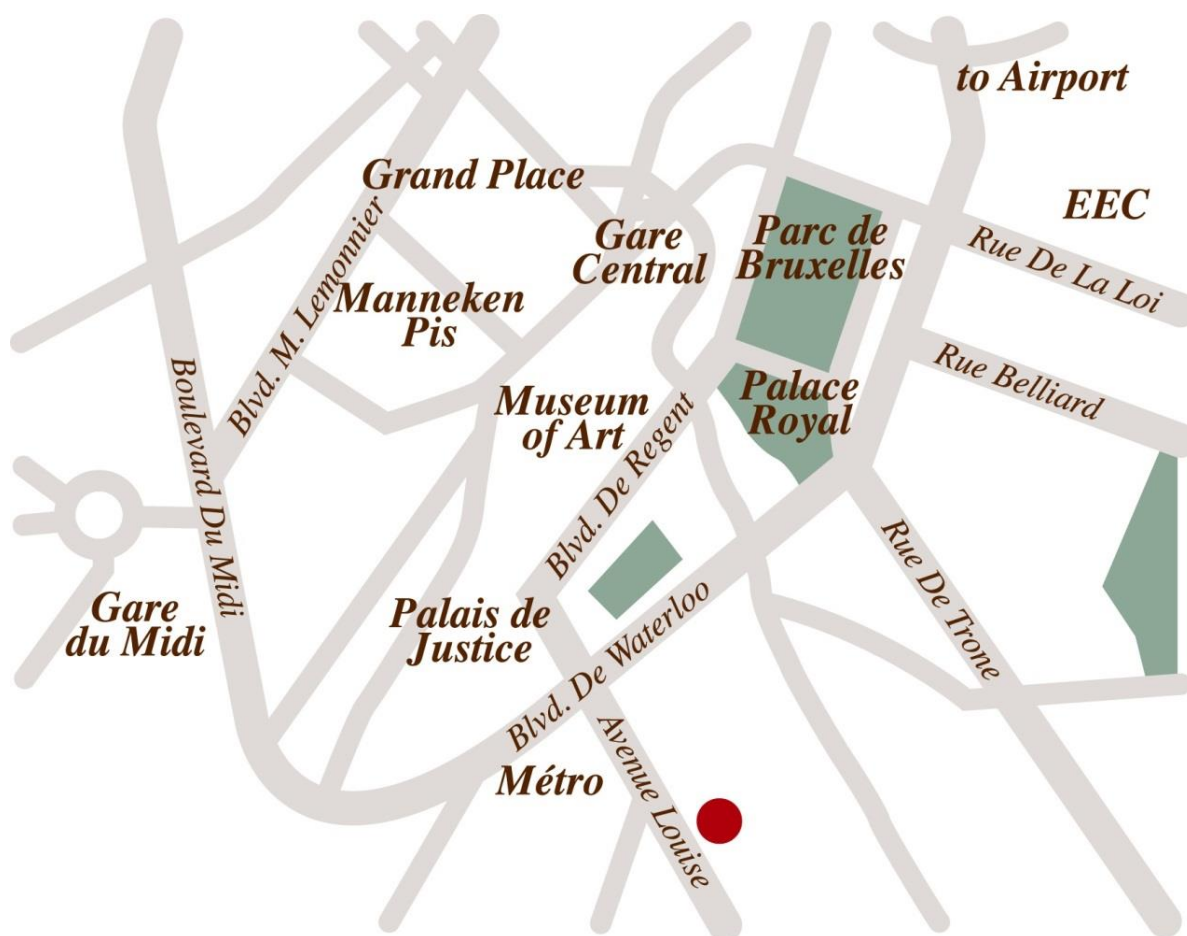 to Airport
Grand Place
EEC
Gare
Central
Parc de
Bruxelles
Rue De La Loi
Manneken
Pis
Blvd. M. Lemonnier
Boulevard Du Midi
Museum
of Art
Palace
Royal
Rue Belliard
Blvd. De Regent
Rue De Trone
Gare
du Midi
Palais de
Justice
Blvd. De Waterloo
Métro
Avenue Louise